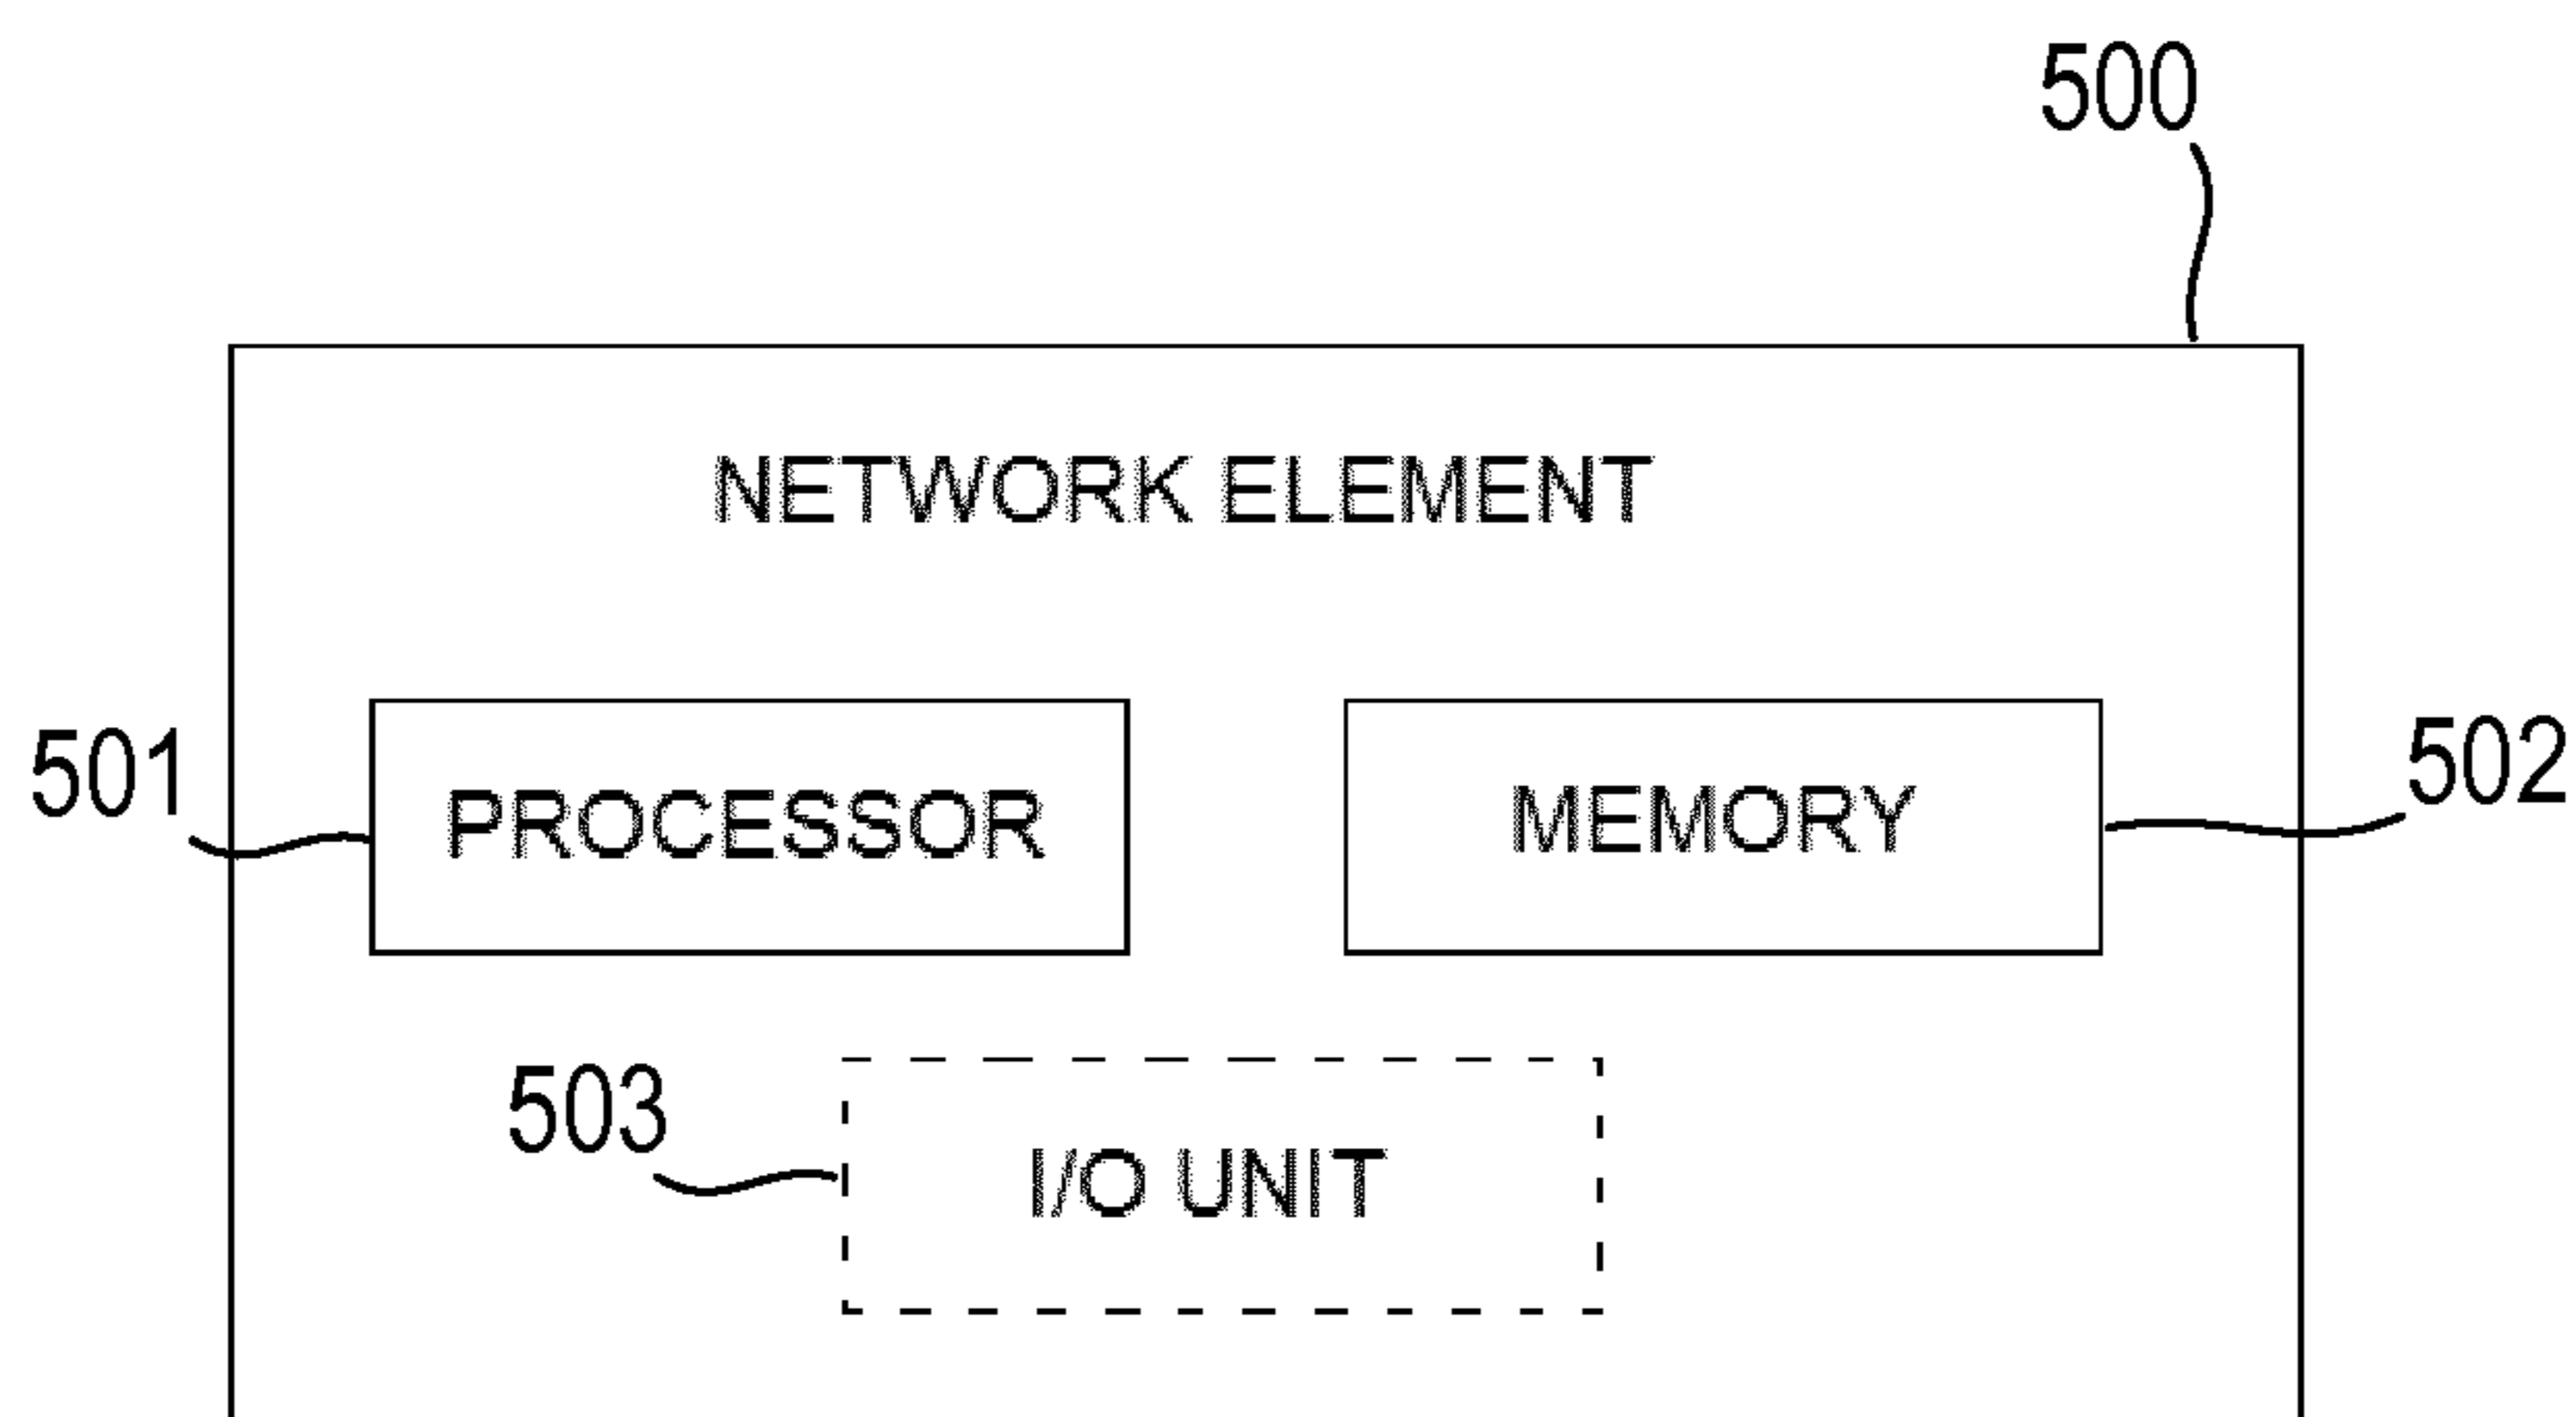 500
NETWORK ELEMENT
501
PROCESSOR
MEMORY
502
503
I/O UNIT